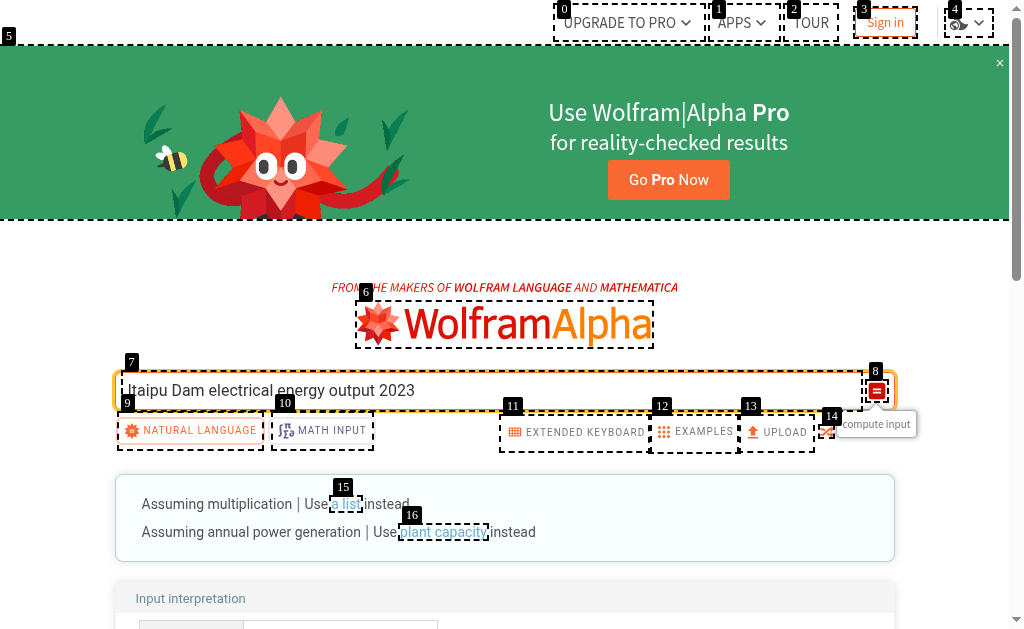 0
UPGRADE TO PRO
1
APPS
2
TOUR
3
Sign in
4
5
×
Use Wolfram|Alpha Pro
for reality-checked results
Go Pro Now
6
FROM THE MAKERS OF WOLFRAM LANGUAGE AND MATHEMATICA
WolframAlpha
7
8
Itaipu Dam electrical energy output 2023
=
9
NATURAL LANGUAGE
10
MATH INPUT
11
EXTENDED KEYBOARD
12
EXAMPLES
13
UPLOAD
14
compute input
15
Assuming multiplication | Use a list instead
16
Assuming annual power generation | Use plant capacity instead
Input interpretation